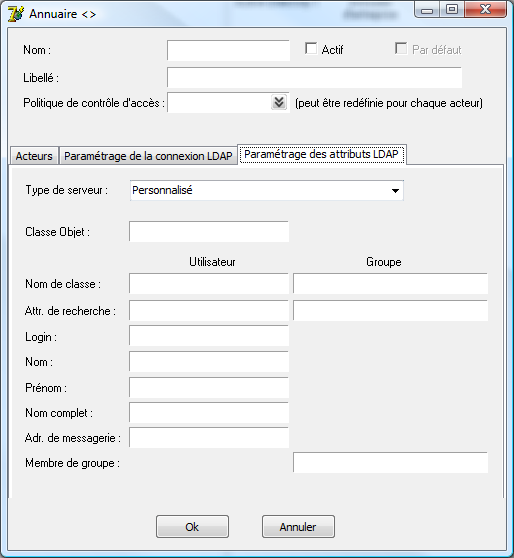 Annuaire <>
Nom :
Actif
Par défaut
Libellé :
Politique de contrôle d'accès :
(peut être redéfinie pour chaque acteur)
Acteurs
Paramétrage de la connexion LDAP
Paramétrage des attributs LDAP
Type de serveur :
Personnalisé
Classe Objet :
Utilisateur
Groupe
Nom de classe :
Attr. de recherche :
Login :
Nom :
Prénom :
Nom complet :
Adr. de messagerie :
Membre de groupe :
Ok
Annuler